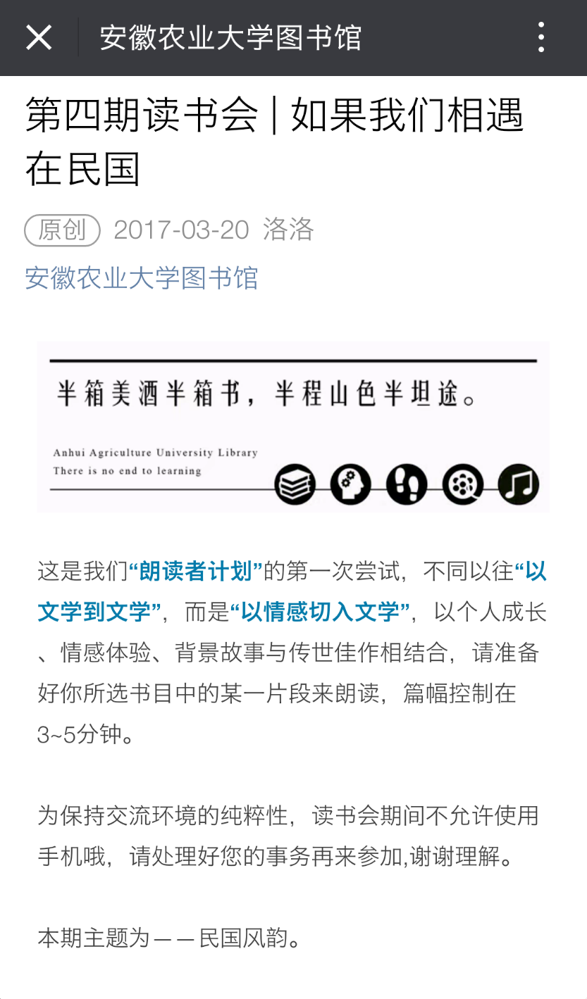 安徽农业大学图书馆
第四期读书会 | 如果我们相遇
在民国
原创 2017-03-20 洛洛
安徽农业大学图书馆
半箱美酒半箱书，半程山色半坦途。
Anhui Agriculture University Library
There is no end to learning
这是我们“朗读者计划”的第一次尝试，不同以往“以
文学到文学”，而是“以情感切入文学”，以个人成长
、情感体验、背景故事与传世佳作相结合，请准备
好你所选书目中的某一片段来朗读，篇幅控制在
3~5分钟。
为保持交流环境的纯粹性，读书会期间不允许使用
手机哦，请处理好您的事务再来参加,谢谢理解。
本期主题为——民国风韵。